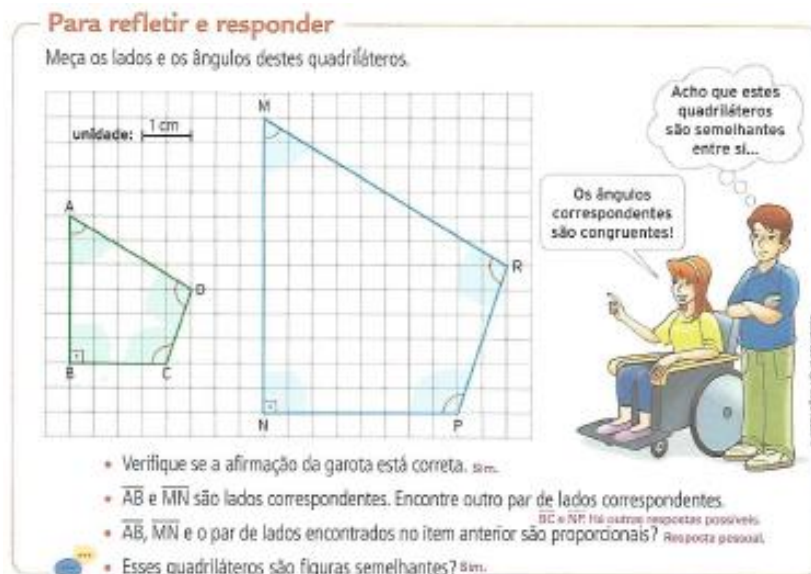 Para refletir e responder
Meça os lados e os ângulos destes quadriláteros.
unidade: 1 cm
M
A
D
B
C
R
N
P
Acho que estes
quadriláteros
são semelhantes
entre si...
Os ângulos
correspondentes
são congruentes!
• Verifique se a afirmação da garota está correta. Sim.
• AB e MN são lados correspondentes. Encontre outro par de lados correspondentes.
BC e NP. Há outras respostas possíveis.
• AB, MN e o par de lados encontrados no item anterior são proporcionais? Resposta pessoal.
• Esses quadriláteros são figuras semelhantes? Sim.